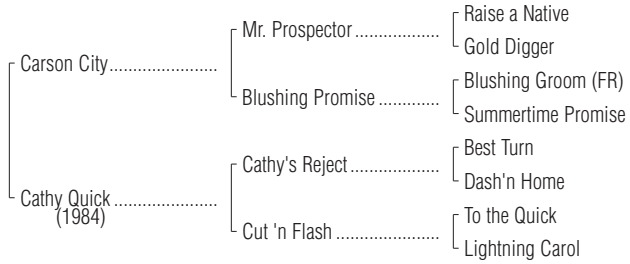 Raise a Native
Mr. Prospector ....................
Gold Digger
Carson City.........................
Blushing Groom (FR)
Blushing Promise ..............
Summertime Promise
Best Turn
Cathy's Reject .....................
Dash'n Home
Cathy Quick ........................
(1984)
To the Quick
Cut 'n Flash ........................
Lightning Carol